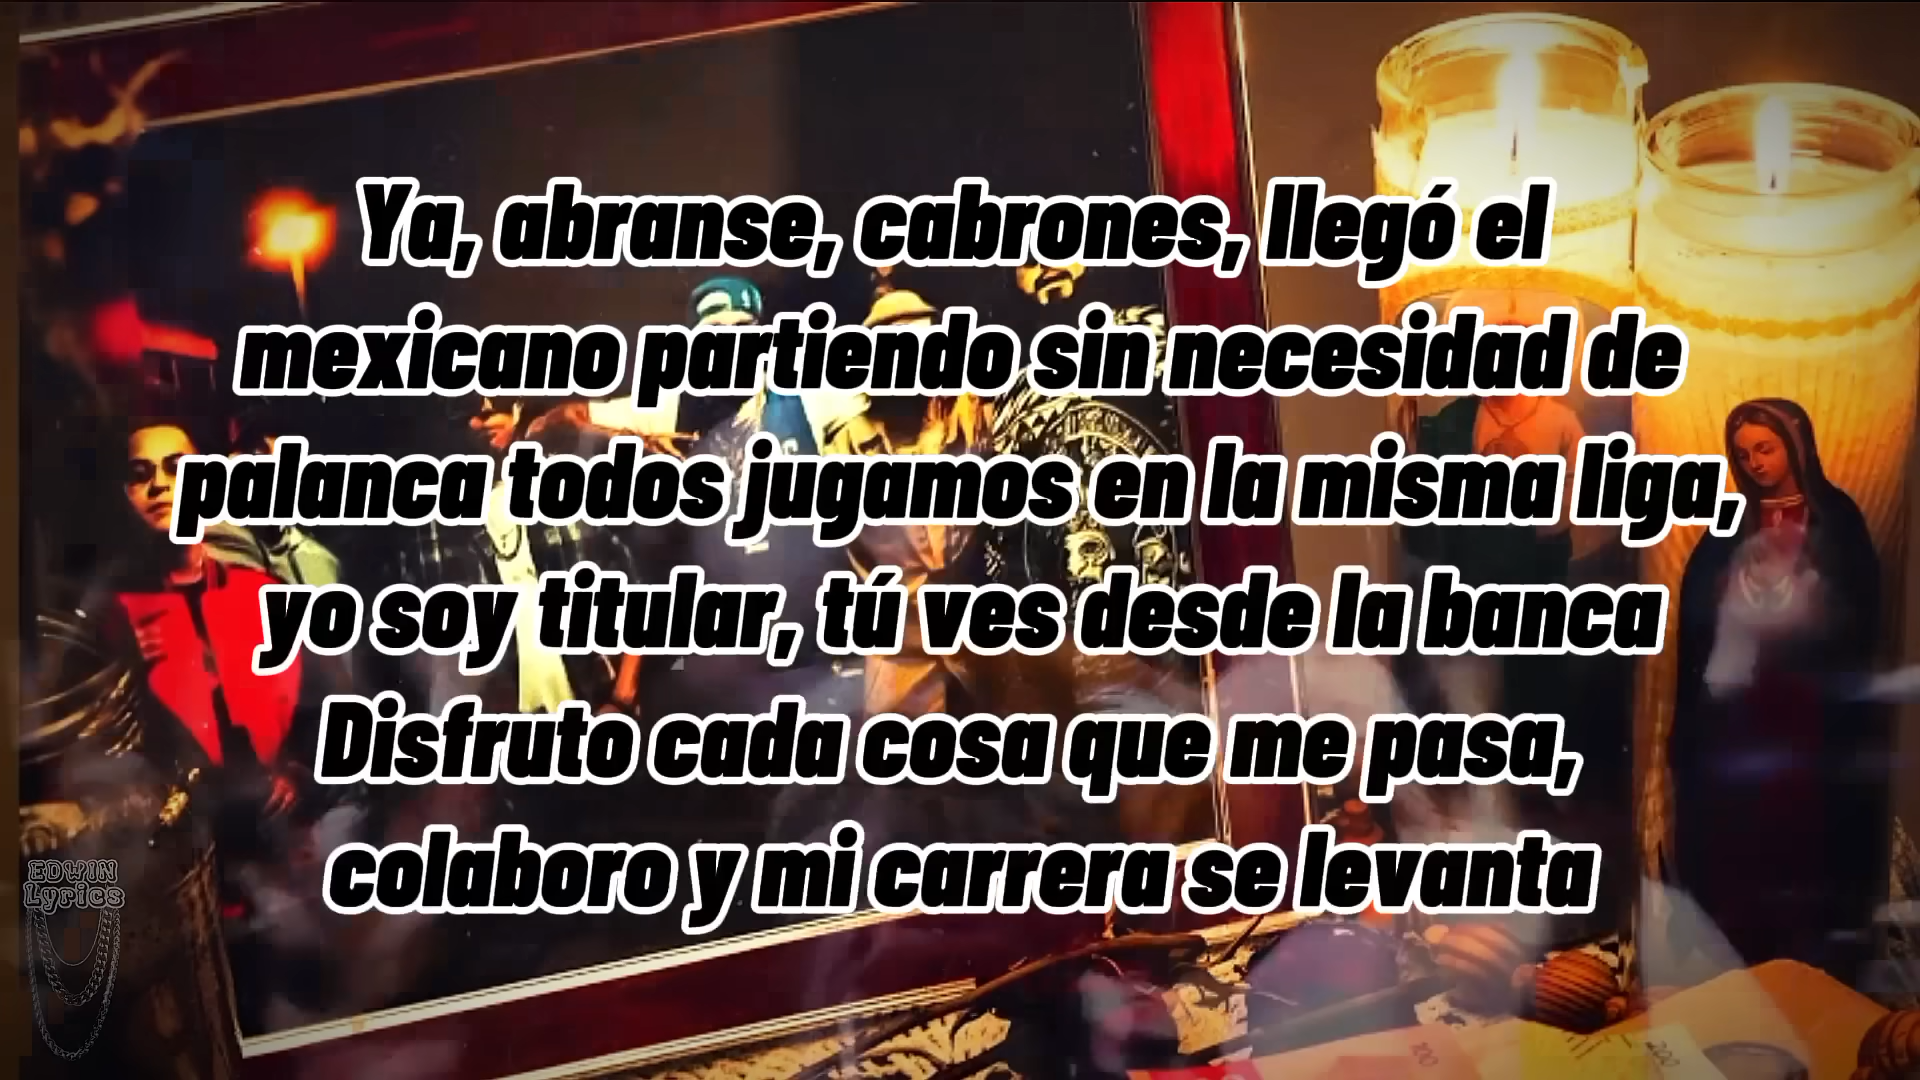 Ya, abranse, cabrones, llegó el
mexicano partiendo sin necesidad de
palanca todos jugamos en la misma liga,
yo soy titular, tú ves desde la banca
Disfruto cada cosa que me pasa,
colaboro y mi carrera se levanta
EDWIN
Lyrics
100
200